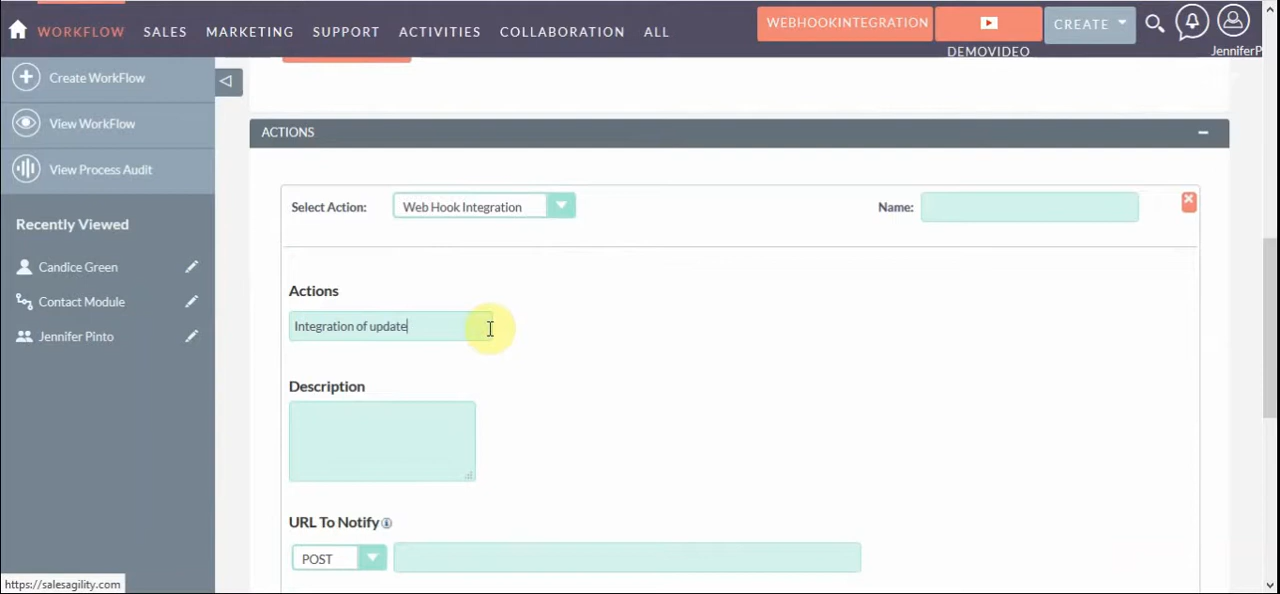 WORKFLOW SALES MARKETING SUPPORT ACTIVITIES COLLABORATION ALL WEBHOOKINTEGRATION CREATE
DEMOVIDEO JenniferP
Create WorkFlow
View WorkFlow
View Process Audit
Recently Viewed
Candice Green
Contact Module
Jennifer Pinto
ACTIONS
Select Action: Web Hook Integration Name:
Actions
Integration of update
Description
URL To Notify
POST
https://salesagility.com